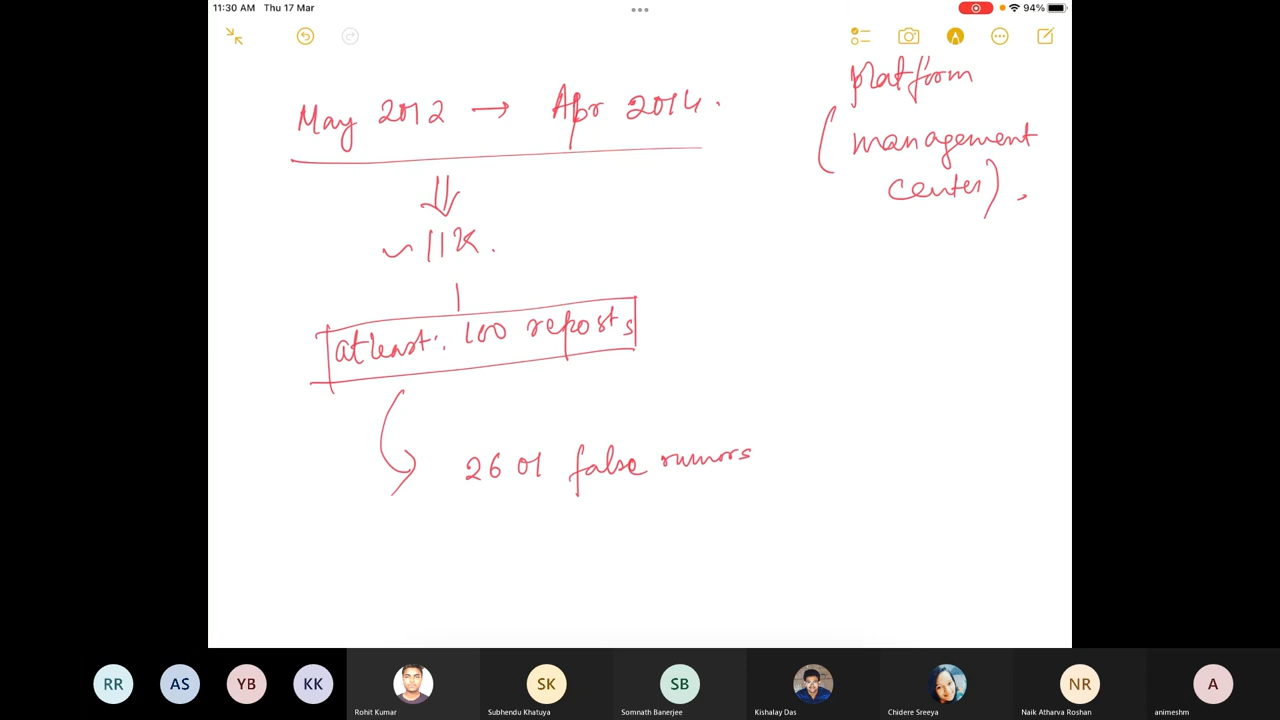 11:30 AM Thu 17 Mar
94%
platform
(management
center).
May 2012 → Apr 2014.
⇓
~11K.
atleast: 100 reposts
2601 false rumors
RR
AS
YB
KK
SK
SB
NR
A
Rohit Kumar
Subhendu Khatuya
Somnath Banerjee
Kishalay Das
Chidere Sreeya
Naik Atharva Roshan
animeshm